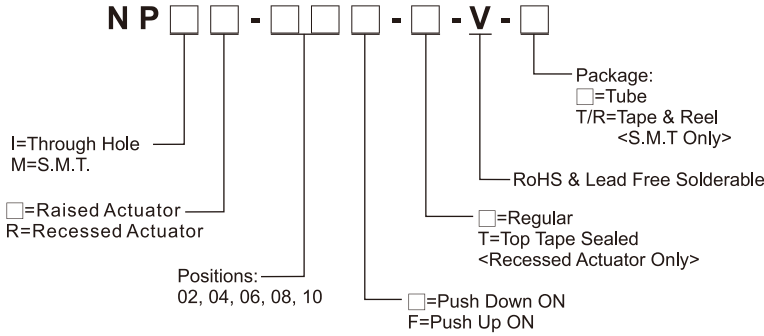 NP□□-□□□-□-V-□
Package:
□=Tube
T/R=Tape & Reel
<S.M.T Only>
I=Through Hole
M=S.M.T.
RoHS & Lead Free Solderable
□=Raised Actuator
R=Recessed Actuator
□=Regular
T=Top Tape Sealed
<Recessed Actuator Only>
Positions:
02, 04, 06, 08, 10
□=Push Down ON
F=Push Up ON